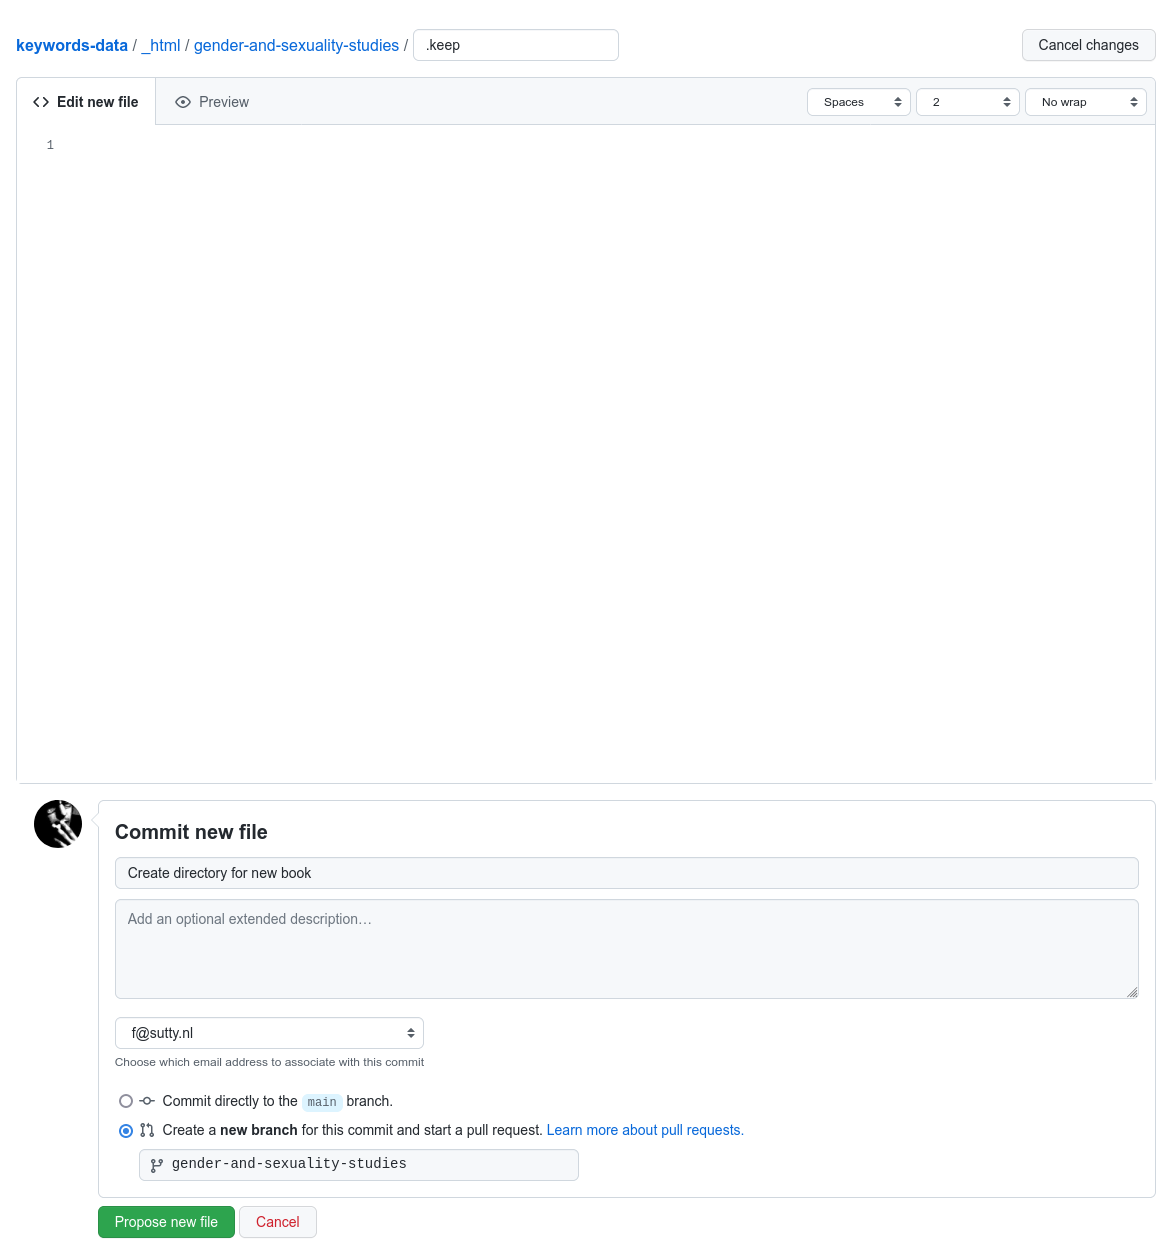 keywords-data / _html / gender-and-sexuality-studies / .keep Cancel changes
Edit new file Preview Spaces 2 No wrap
1
Commit new file
Create directory for new book
Add an optional extended description…
f@sutty.nl
Choose which email address to associate with this commit
Commit directly to the main branch.
Create a new branch for this commit and start a pull request. Learn more about pull requests.
gender-and-sexuality-studies
Propose new file Cancel